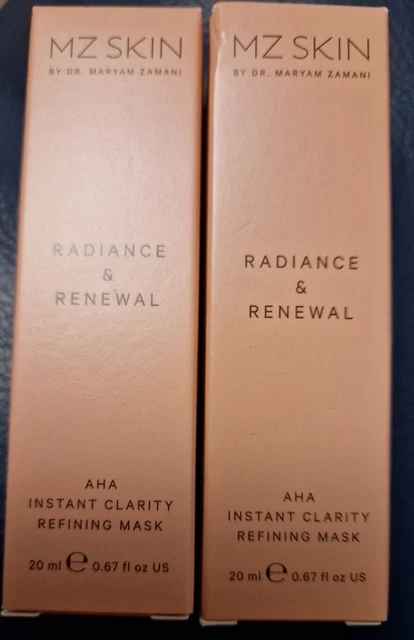 MZ SKIN
BY DR. MARYAM ZAMANI
RADIANCE
&
RENEWAL
AHA
INSTANT CLARITY
REFINING MASK
20 ml ℮ 0.67 fl oz US
MZ SKIN
BY DR. MARYAM ZAMANI
RADIANCE
&
RENEWAL
AHA
INSTANT CLARITY
REFINING MASK
20 ml ℮ 0.67 fl oz US